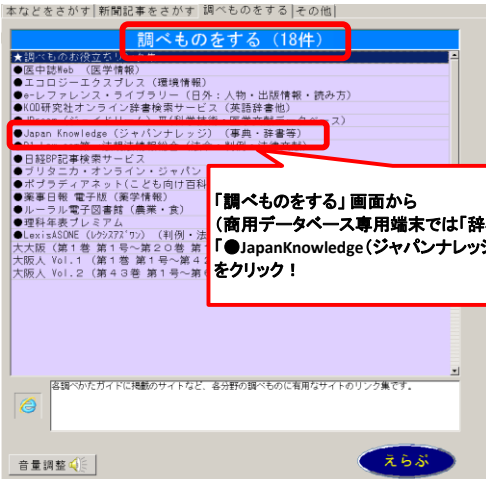 本などをさがす 新聞記事をさがす 調べものをする その他
調べものをする（18件）
★調べものお役立ちリンク集
●医中誌Web （医学情報）
●エコロジーエクスプレス（環境情報）
●e-レファレンス・ライブラリー（日外：人物・出版情報・読み方）
●KOD研究社オンライン辞書検索サービス（英語辞書他）
●Japan Knowledge（ジャパンナレッジ）（事典・辞書等）
●日経BP記事検索サービス
●ブリタニカ・オンライン・ジャパン
●ポプラディアネット(こども向け百科
●薬事日報 電子版（薬学情報）
●ルーラル電子図書館（農業・食）
●理科年表プレミアム
●LexisASONE（ﾚｸｼｽｱｽﾞﾜﾝ）（判例・法
大大阪（第1巻 第1号～第20巻 第
大阪人 Vol.1（第1巻 第1号～第4
大阪人 Vol.2（第43巻 第1号～第
「調べものをする」画面から
（商用データベース専用端末では「辞
「●JapanKnowledge（ジャパンナレッジ
をクリック！
各調べかたガイドに掲載のサイトなど、各分野の調べものに有用なサイトのリンク集です。
音量調整
えらぶ